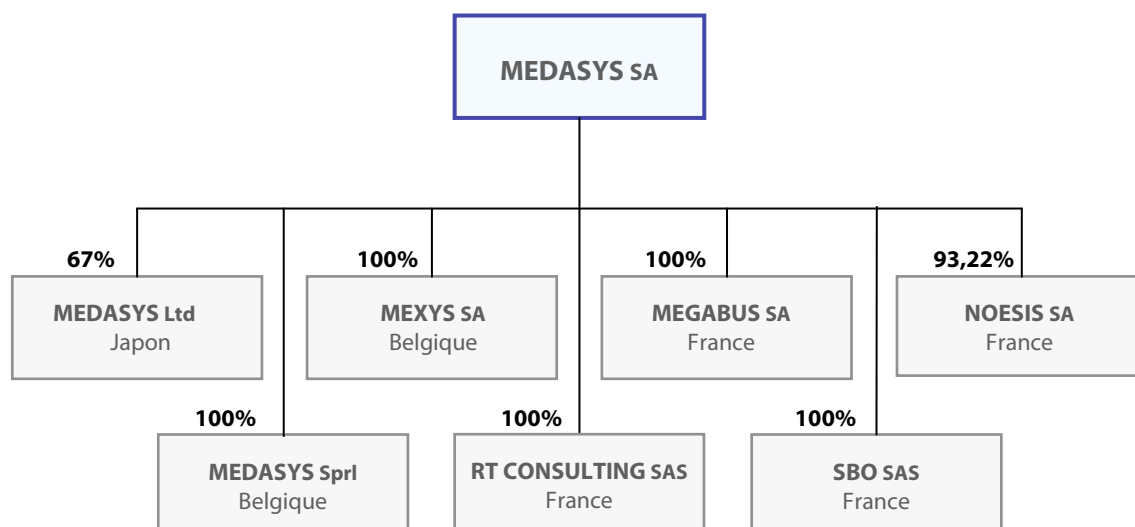 MEDASYS SA
67%
MEDASYS Ltd
Japon
100%
MEXYS SA
Belgique
100%
MEGABUS SA
France
93,22%
NOESIS SA
France
100%
MEDASYS Sprl
Belgique
100%
RT CONSULTING SAS
France
100%
SBO SAS
France